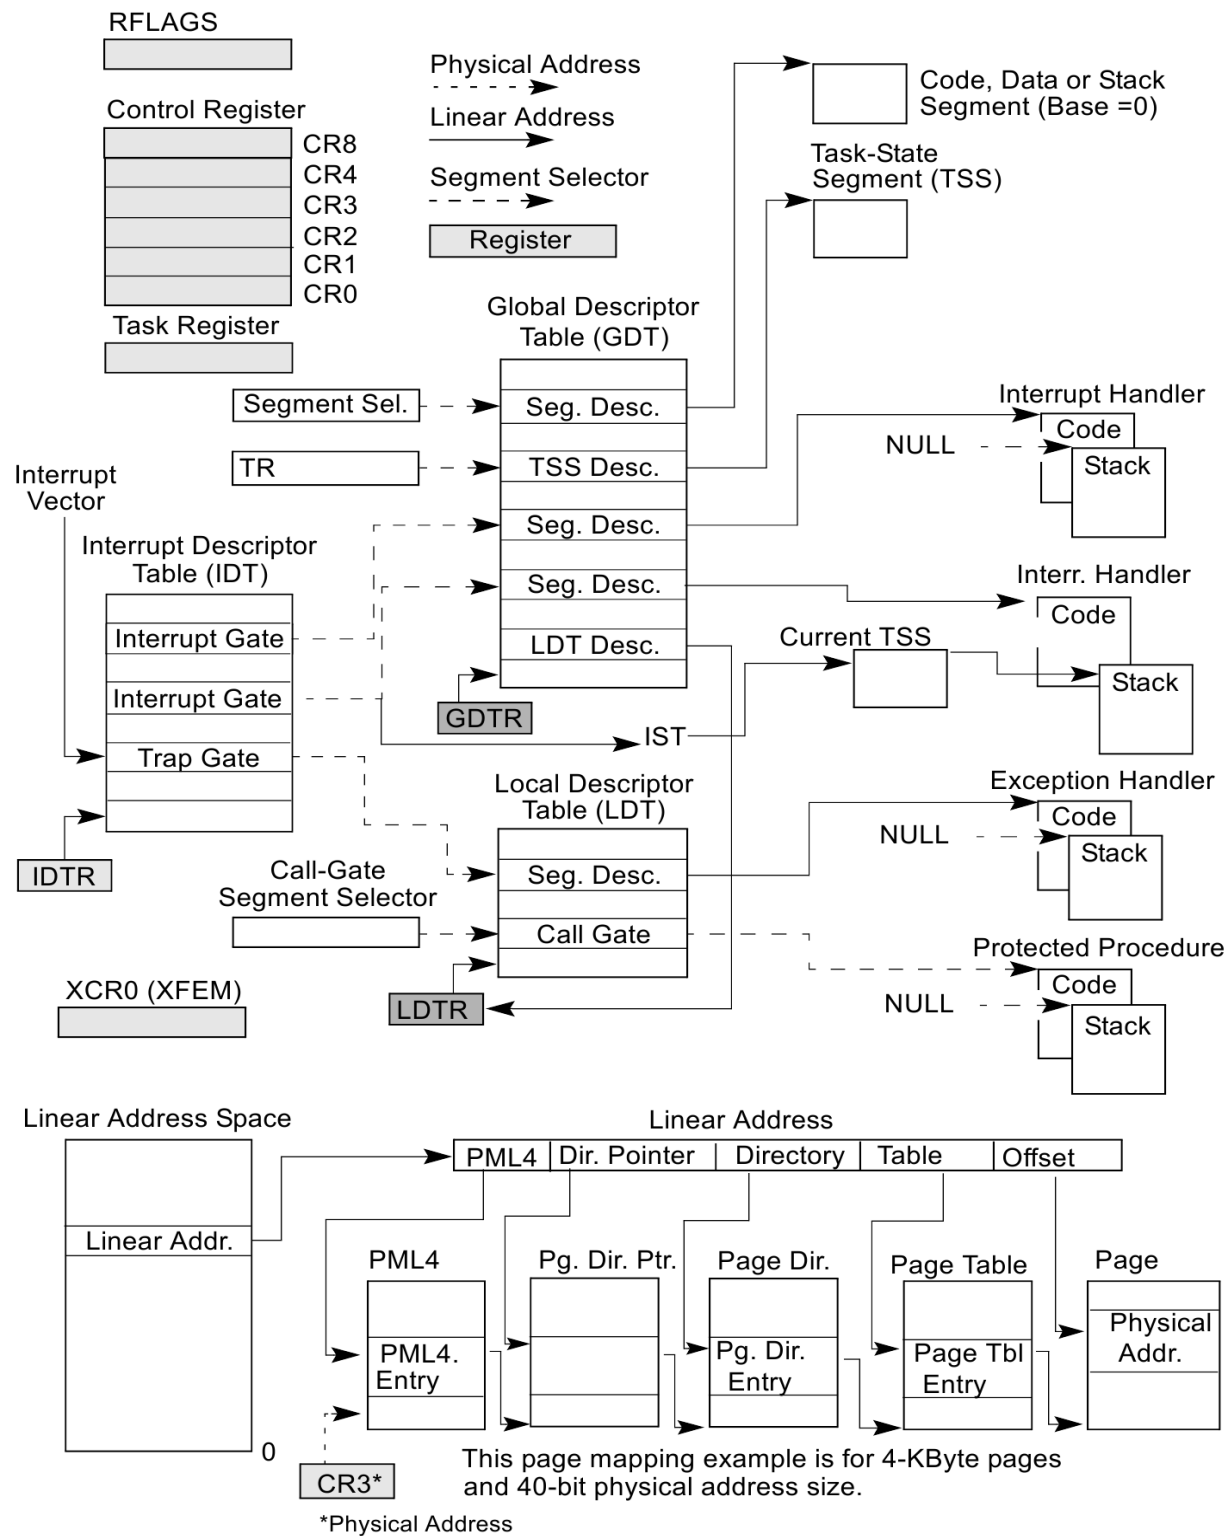 RFLAGS
Control Register
CR8
CR4
CR3
CR2
CR1
CR0
Task Register
Physical Address
Linear Address
Segment Selector
Register
Code, Data or Stack
Segment (Base =0)
Task-State
Segment (TSS)
Global Descriptor
Table (GDT)
Segment Sel.
Seg. Desc.
TR
TSS Desc.
Seg. Desc.
Seg. Desc.
LDT Desc.
GDTR
Interrupt Handler
Code
NULL
Stack
Interrupt
Vector
Interrupt Descriptor
Table (IDT)
Interrupt Gate
Interrupt Gate
Trap Gate
IDTR
Interr. Handler
Code
Current TSS
Stack
IST
Local Descriptor
Table (LDT)
Seg. Desc.
Call Gate
LDTR
Call-Gate
Segment Selector
Exception Handler
Code
NULL
Stack
Protected Procedure
Code
NULL
Stack
XCR0 (XFEM)
Linear Address Space
Linear Addr.
0
Linear Address
PML4 Dir. Pointer Directory Table Offset
PML4
PML4.
Entry
Pg. Dir. Ptr.
Page Dir.
Pg. Dir.
Entry
Page Table
Page Tbl
Entry
Page
Physical
Addr.
CR3*
This page mapping example is for 4-KByte pages
and 40-bit physical address size.
*Physical Address